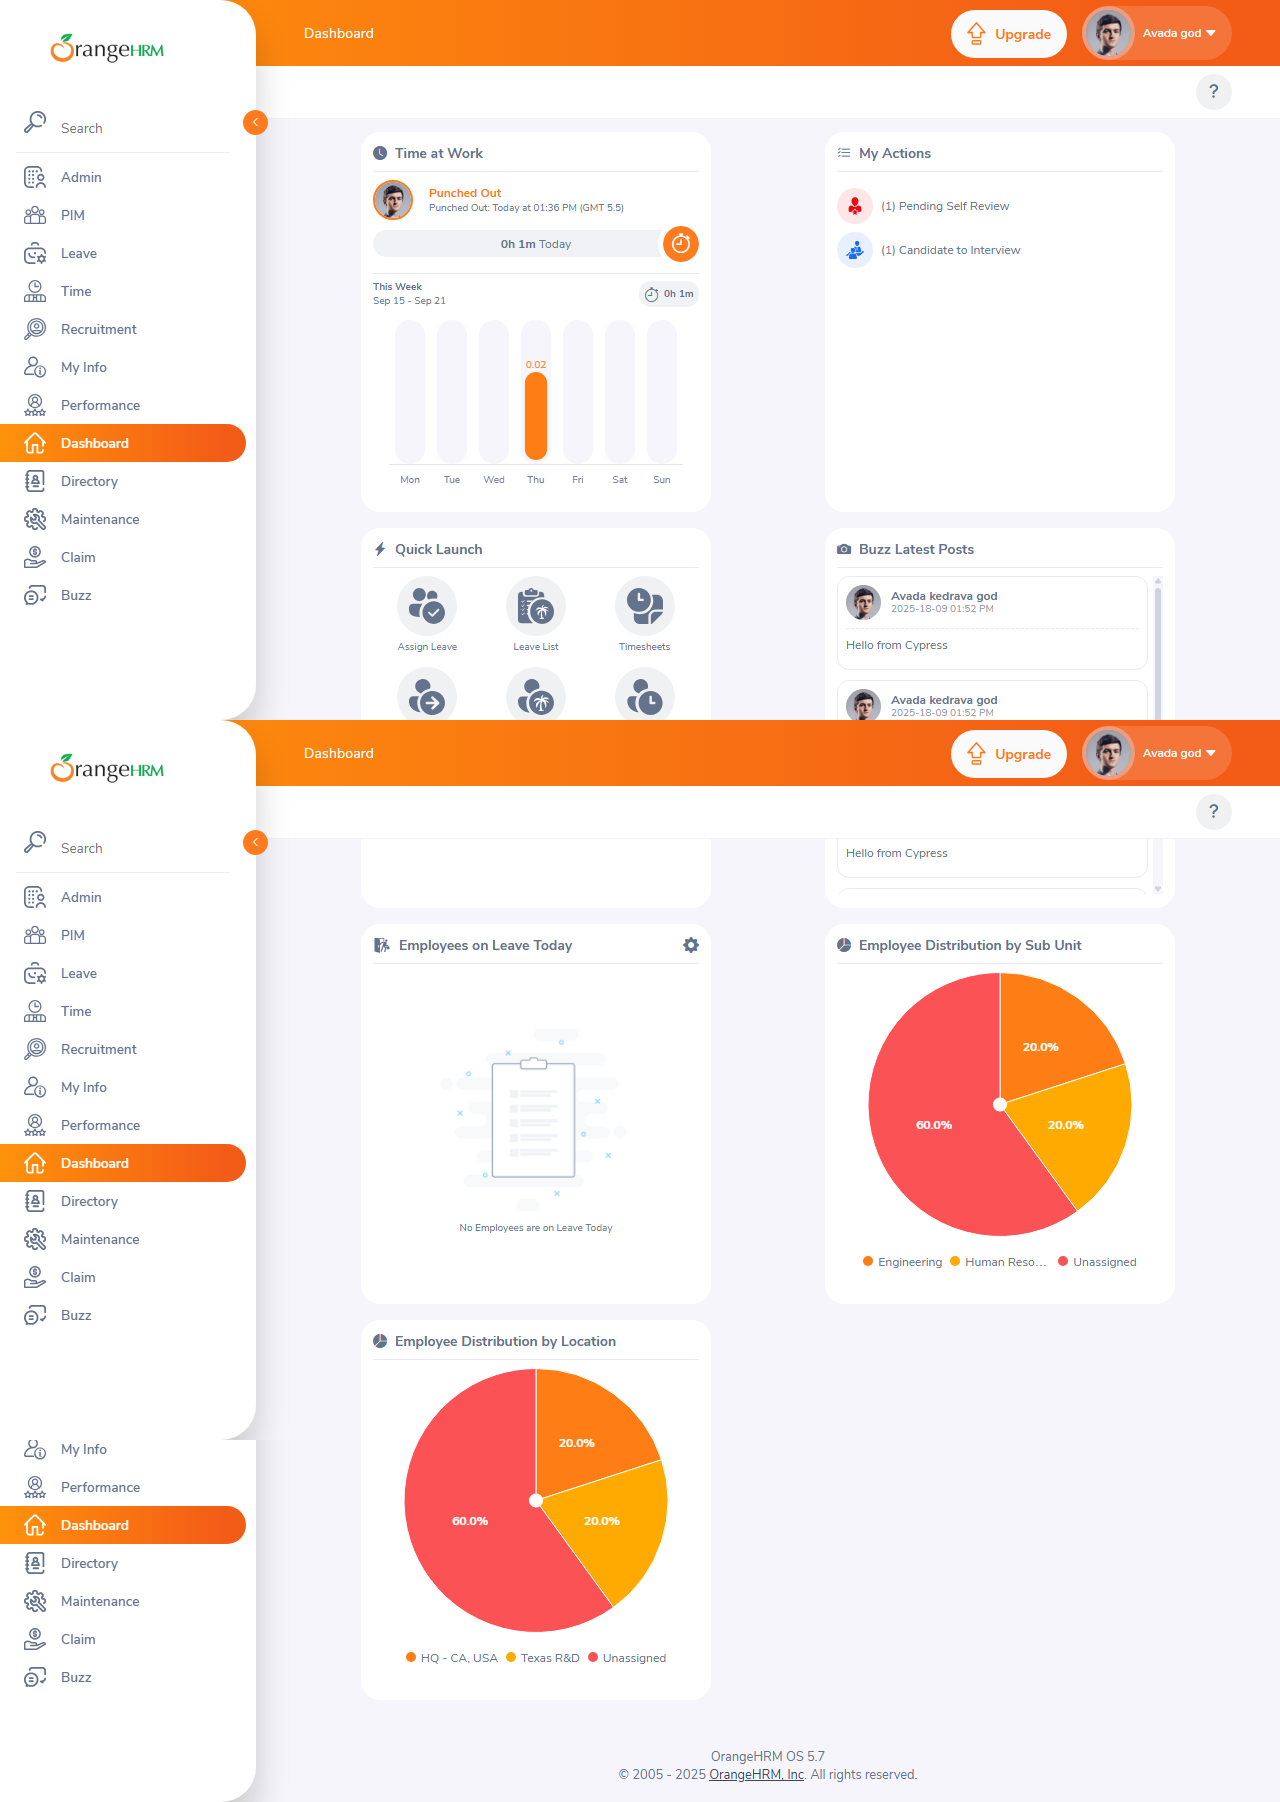 OrangeHRM
Dashboard
Upgrade
Avada god
Search
?
Admin
PIM
Leave
Time
Recruitment
My Info
Performance
Dashboard
Directory
Maintenance
Claim
Buzz
Time at Work
Punched Out
Punched Out: Today at 01:36 PM (GMT 5.5)
0h 1m Today
This Week
Sep 15 - Sep 21
0h 1m
0.02
Mon Tue Wed Thu Fri Sat Sun
My Actions
(1) Pending Self Review
(1) Candidate to Interview
Quick Launch
Assign Leave
Leave List
Timesheets
Buzz Latest Posts
Avada kedrava god
2025-18-09 01:52 PM
Hello from Cypress
Avada kedrava god
2025-18-09 01:52 PM
OrangeHRM
Dashboard
Upgrade
Avada god
Search
?
Admin
PIM
Leave
Time
Recruitment
My Info
Performance
Dashboard
Directory
Maintenance
Claim
Buzz
Hello from Cypress
Employees on Leave Today
No Employees are on Leave Today
Employee Distribution by Sub Unit
20.0%
20.0%
60.0%
Engineering Human Reso... Unassigned
Employee Distribution by Location
20.0%
20.0%
60.0%
HQ - CA, USA Texas R&D Unassigned
My Info
Performance
Dashboard
Directory
Maintenance
Claim
Buzz
OrangeHRM OS 5.7
© 2005 - 2025 OrangeHRM, Inc. All rights reserved.